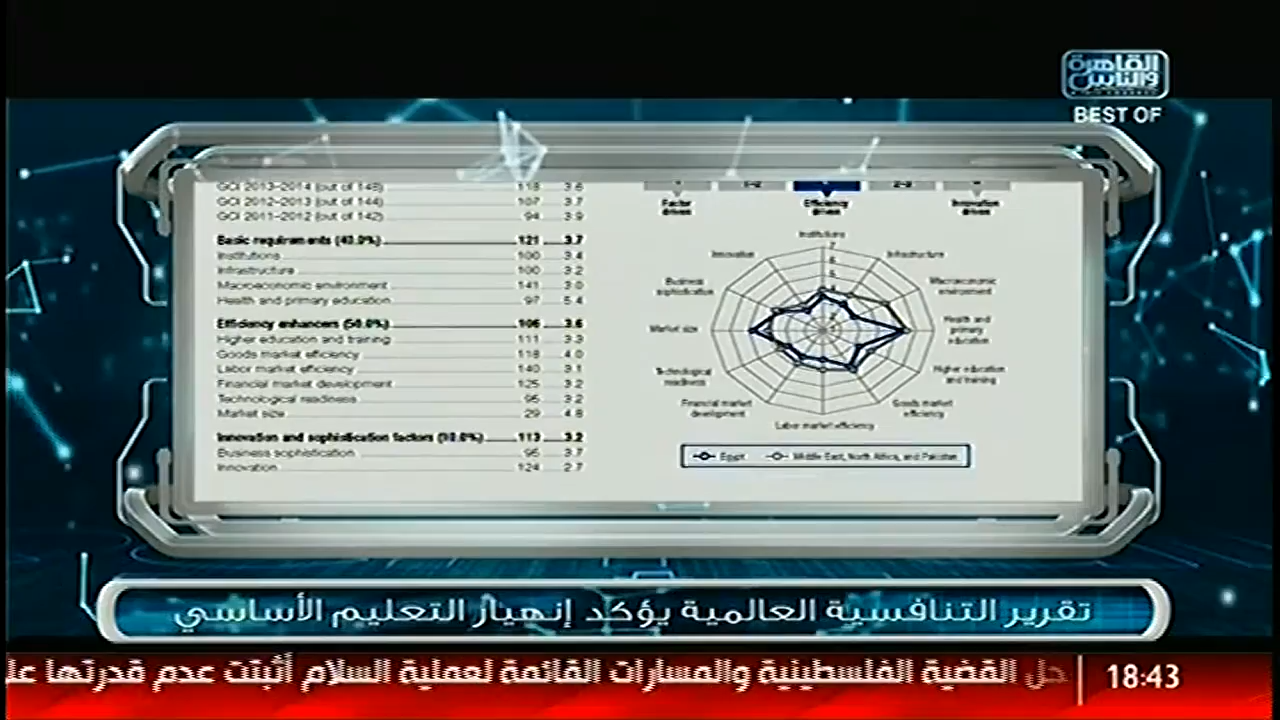 القاهرة
والناس
BEST OF
GCI 2013–2014 (out of 148) 118 3.6
GCI 2012–2013 (out of 144) 107 3.7
GCI 2011–2012 (out of 142) 94 3.9
Basic requirements (40.0%) 121 3.7
Institutions 100 3.4
Infrastructure 100 3.2
Macroeconomic environment 141 3.0
Health and primary education 97 5.4
Efficiency enhancers (50.0%) 106 3.6
Higher education and training 111 3.3
Goods market efficiency 118 4.0
Labor market efficiency 140 3.1
Financial market development 125 3.2
Technological readiness 95 3.2
Market size 29 4.8
Innovation and sophistication factors (10.0%) 113 3.2
Business sophistication 95 3.7
Innovation 124 2.7
1–2 2–3
Factor
driven
Efficiency
driven
Innovation
driven
Institutions
Infrastructure
Macroeconomic
environment
Health and
primary
education
Higher education
and training
Goods market
efficiency
Labor market efficiency
Financial market
development
Technological
readiness
Market size
Business
sophistication
Innovation
7
6
5
4
Egypt
Middle East, North Africa, and Pakistan
تقرير التنافسية العالمية يؤكد إنهيار التعليم الأساسي
حل القضية الفلسطينية والمسارات القائمة لعملية السلام أثبتت عدم قدرتها
18:43